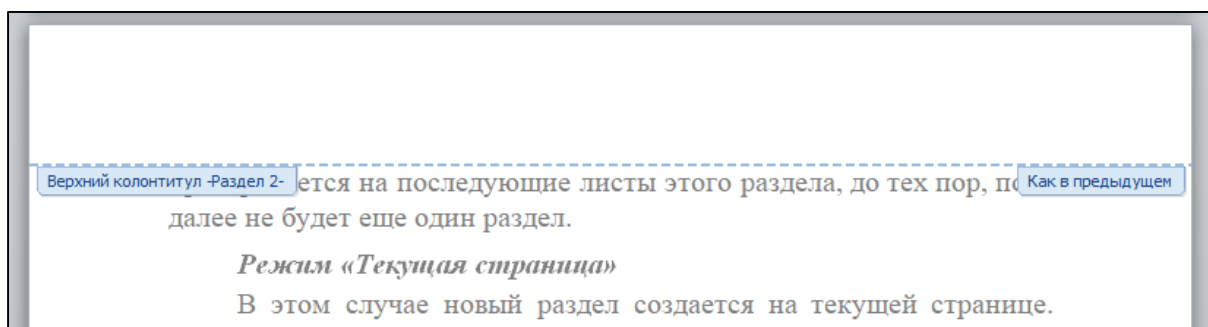 Верхний колонтитул -Раздел 2-
ется на последующие листы этого раздела, до тех пор,
Как в предыдущем
далее не будет еще один раздел.
Режим «Текущая страница»
В этом случае новый раздел создается на текущей странице.